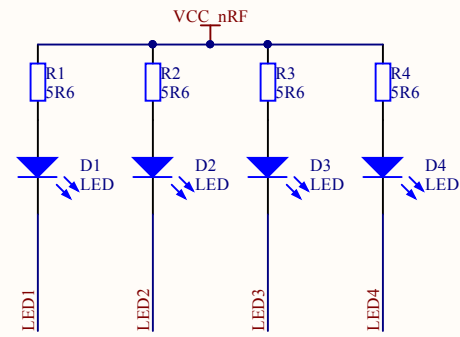 VCC_nRF
R1
5R6
R2
5R6
R3
5R6
R4
5R6
D1
LED
D2
LED
D3
LED
D4
LED
LED1
LED2
LED3
LED4